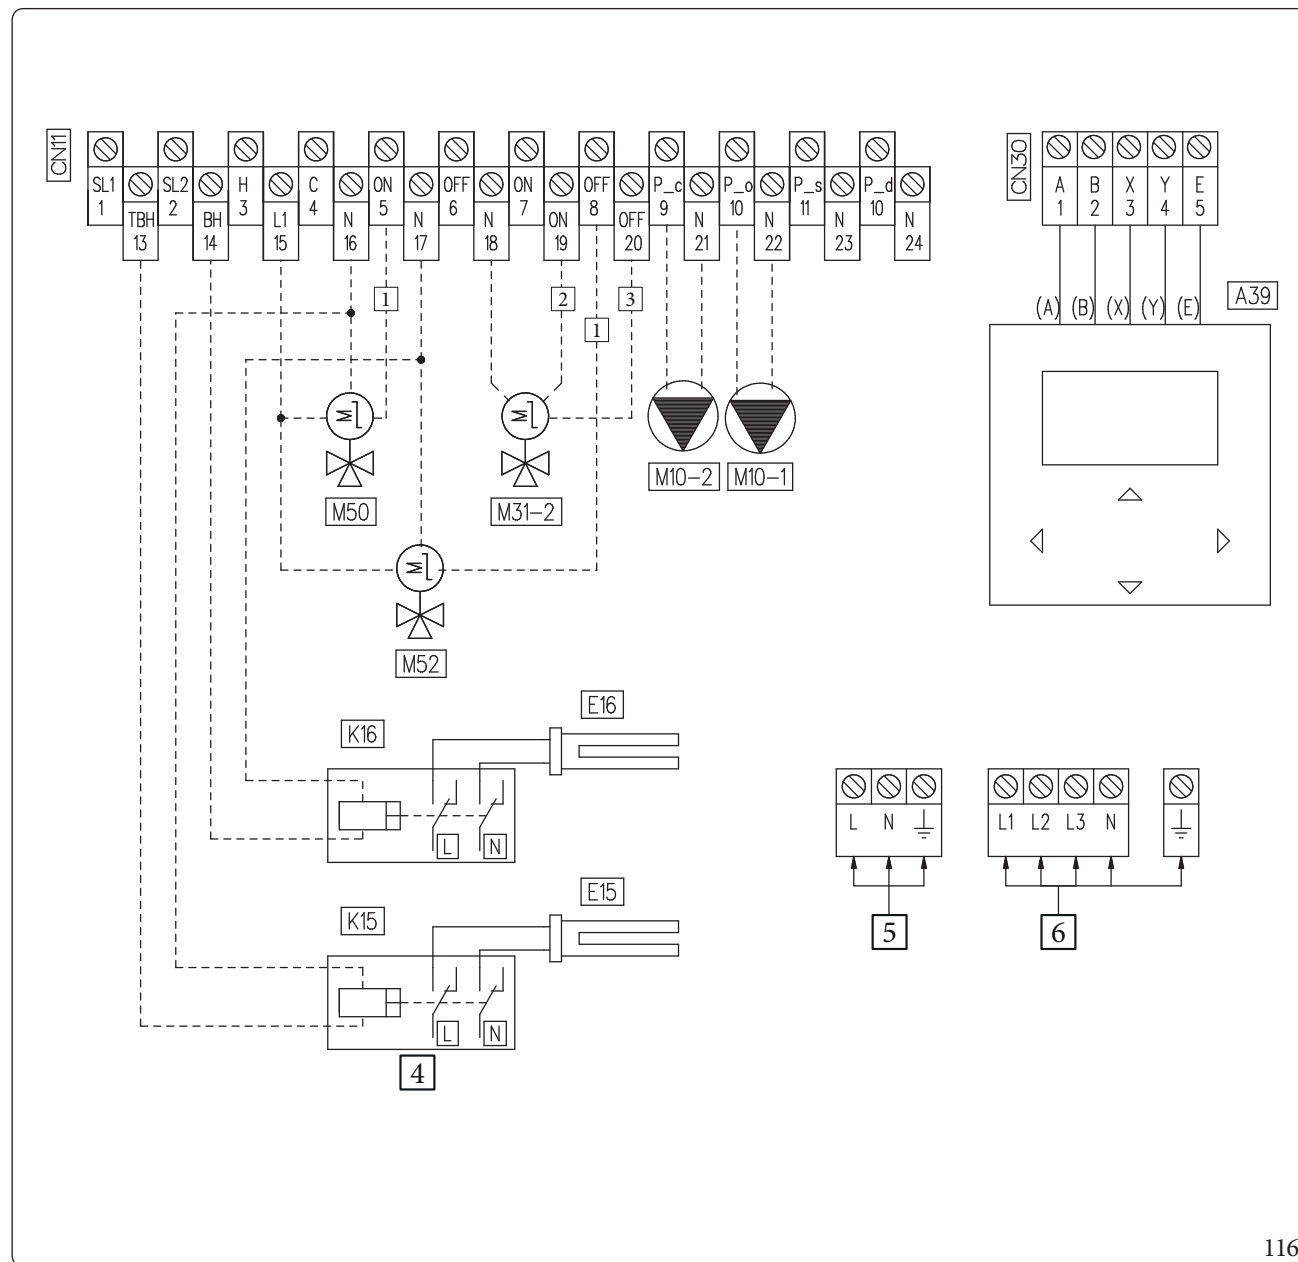 CN11
SL1 SL2 H C ON OFF ON OFF P_c P_o P_s P_d
1 2 3 4 5 6 7 8 9 10 11 10
TBH BH L1 N N N ON OFF N N N N
13 14 15 16 17 18 19 20 21 22 23 24
CN30
A B X Y E
1 2 3 4 5
(A) (B) (X) (Y) (E)
A39
1 2 3
1
M
M
M10-2 M10-1
M50 M31-2
M
M52
E16
K16
L N
E15
K15
L N
4
L N
5
L1 L2 L3 N
6
116